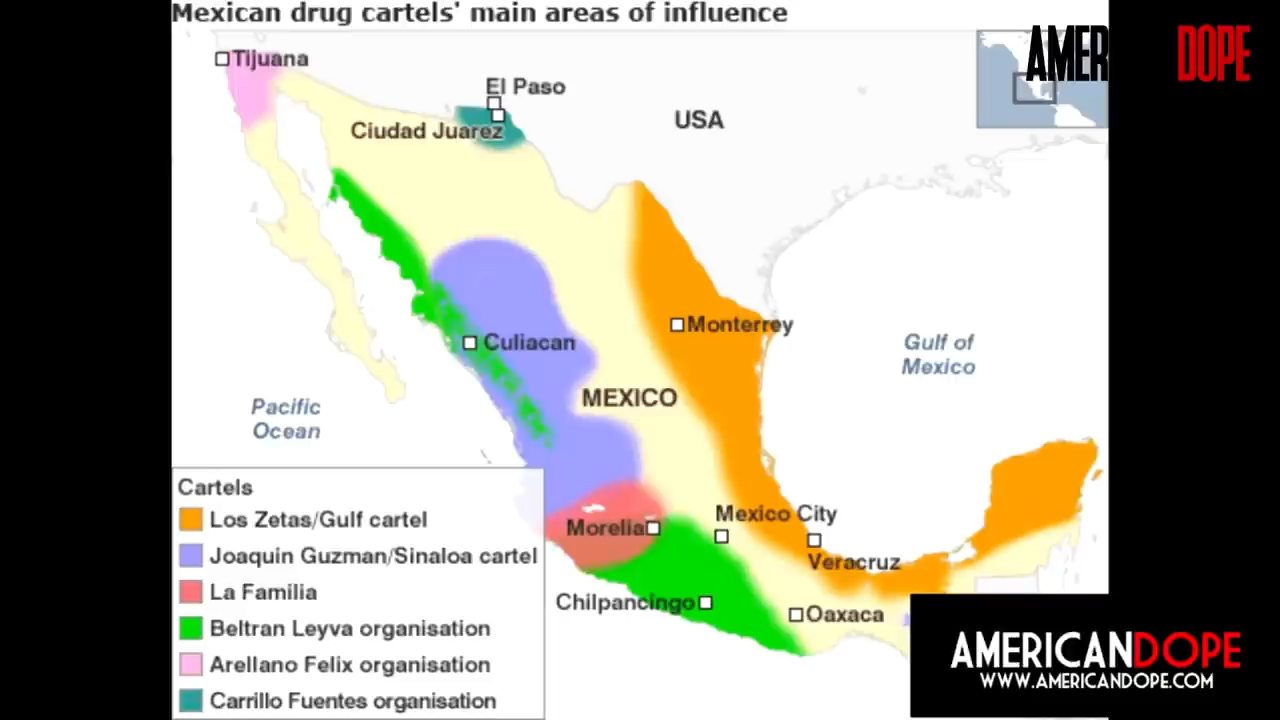 Mexican drug cartels' main areas of influence
AMER DOPE
Tijuana
El Paso
USA
Ciudad Juarez
Monterrey
Culiacan
Gulf of
Mexico
MEXICO
Pacific
Ocean
Cartels
Los Zetas/Gulf cartel
Joaquin Guzman/Sinaloa cartel
La Familia
Beltran Leyva organisation
Arellano Felix organisation
Carrillo Fuentes organisation
Mexico City
Morelia
Veracruz
Chilpancingo
Oaxaca
AMERICANDOPE
WWW.AMERICANDOPE.COM